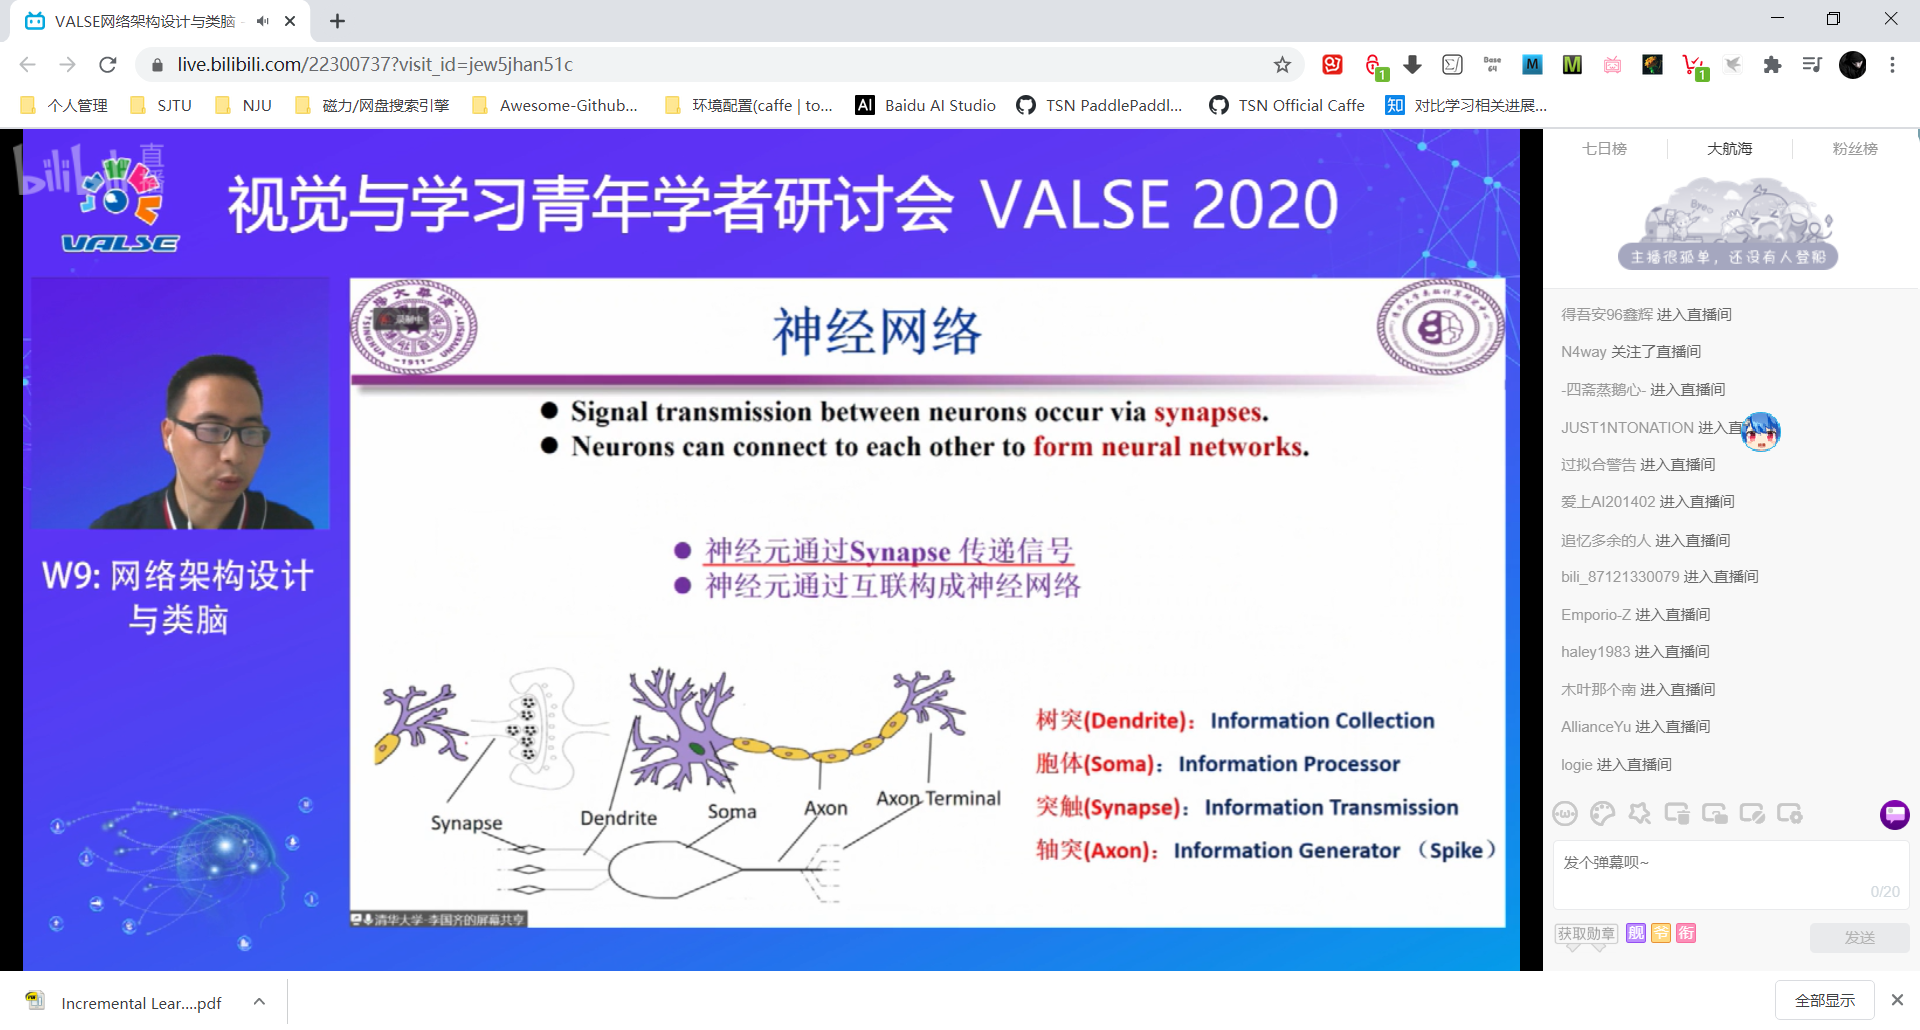 VALSE网络架构设计与类脑
live.bilibili.com/22300737?visit_id=jew5jhan51c
1
Base 64
M
M
1
个人管理
SJTU
NJU
磁力/网盘搜索引擎
Awesome-Github...
环境配置(caffe | to...
AI
Baidu AI Studio
TSN PaddlePaddl...
TSN Official Caffe
知
对比学习相关进展...
直播
VALSE
视觉与学习青年学者研讨会 VALSE 2020
W9: 网络架构设计
与类脑
神经网络
● Signal transmission between neurons occur via synapses.
● Neurons can connect to each other to form neural networks.
● 神经元通过Synapse 传递信号
● 神经元通过互联构成神经网络
Synapse
Dendrite
Soma
Axon
Axon Terminal
树突(Dendrite)：Information Collection
胞体(Soma)：Information Processor
突触(Synapse)：Information Transmission
轴突(Axon)：Information Generator （Spike）
清华大学-李国齐的屏幕共享
七日榜
大航海
粉丝榜
主播很孤单，还没有人登船
得吾安96鑫辉 进入直播间
N4way 关注了直播间
-四斋蒸鹅心- 进入直播间
JUST1NTONATION 进入直
过拟合警告 进入直播间
爱上AI201402 进入直播间
追忆多余的人 进入直播间
bili_87121330079 进入直播间
Emporio-Z 进入直播间
haley1983 进入直播间
木叶那个南 进入直播间
AllianceYu 进入直播间
logie 进入直播间
发个弹幕呗~
0/20
获取勋章
舰
爷
衔
发送
Incremental Lear....pdf
全部显示